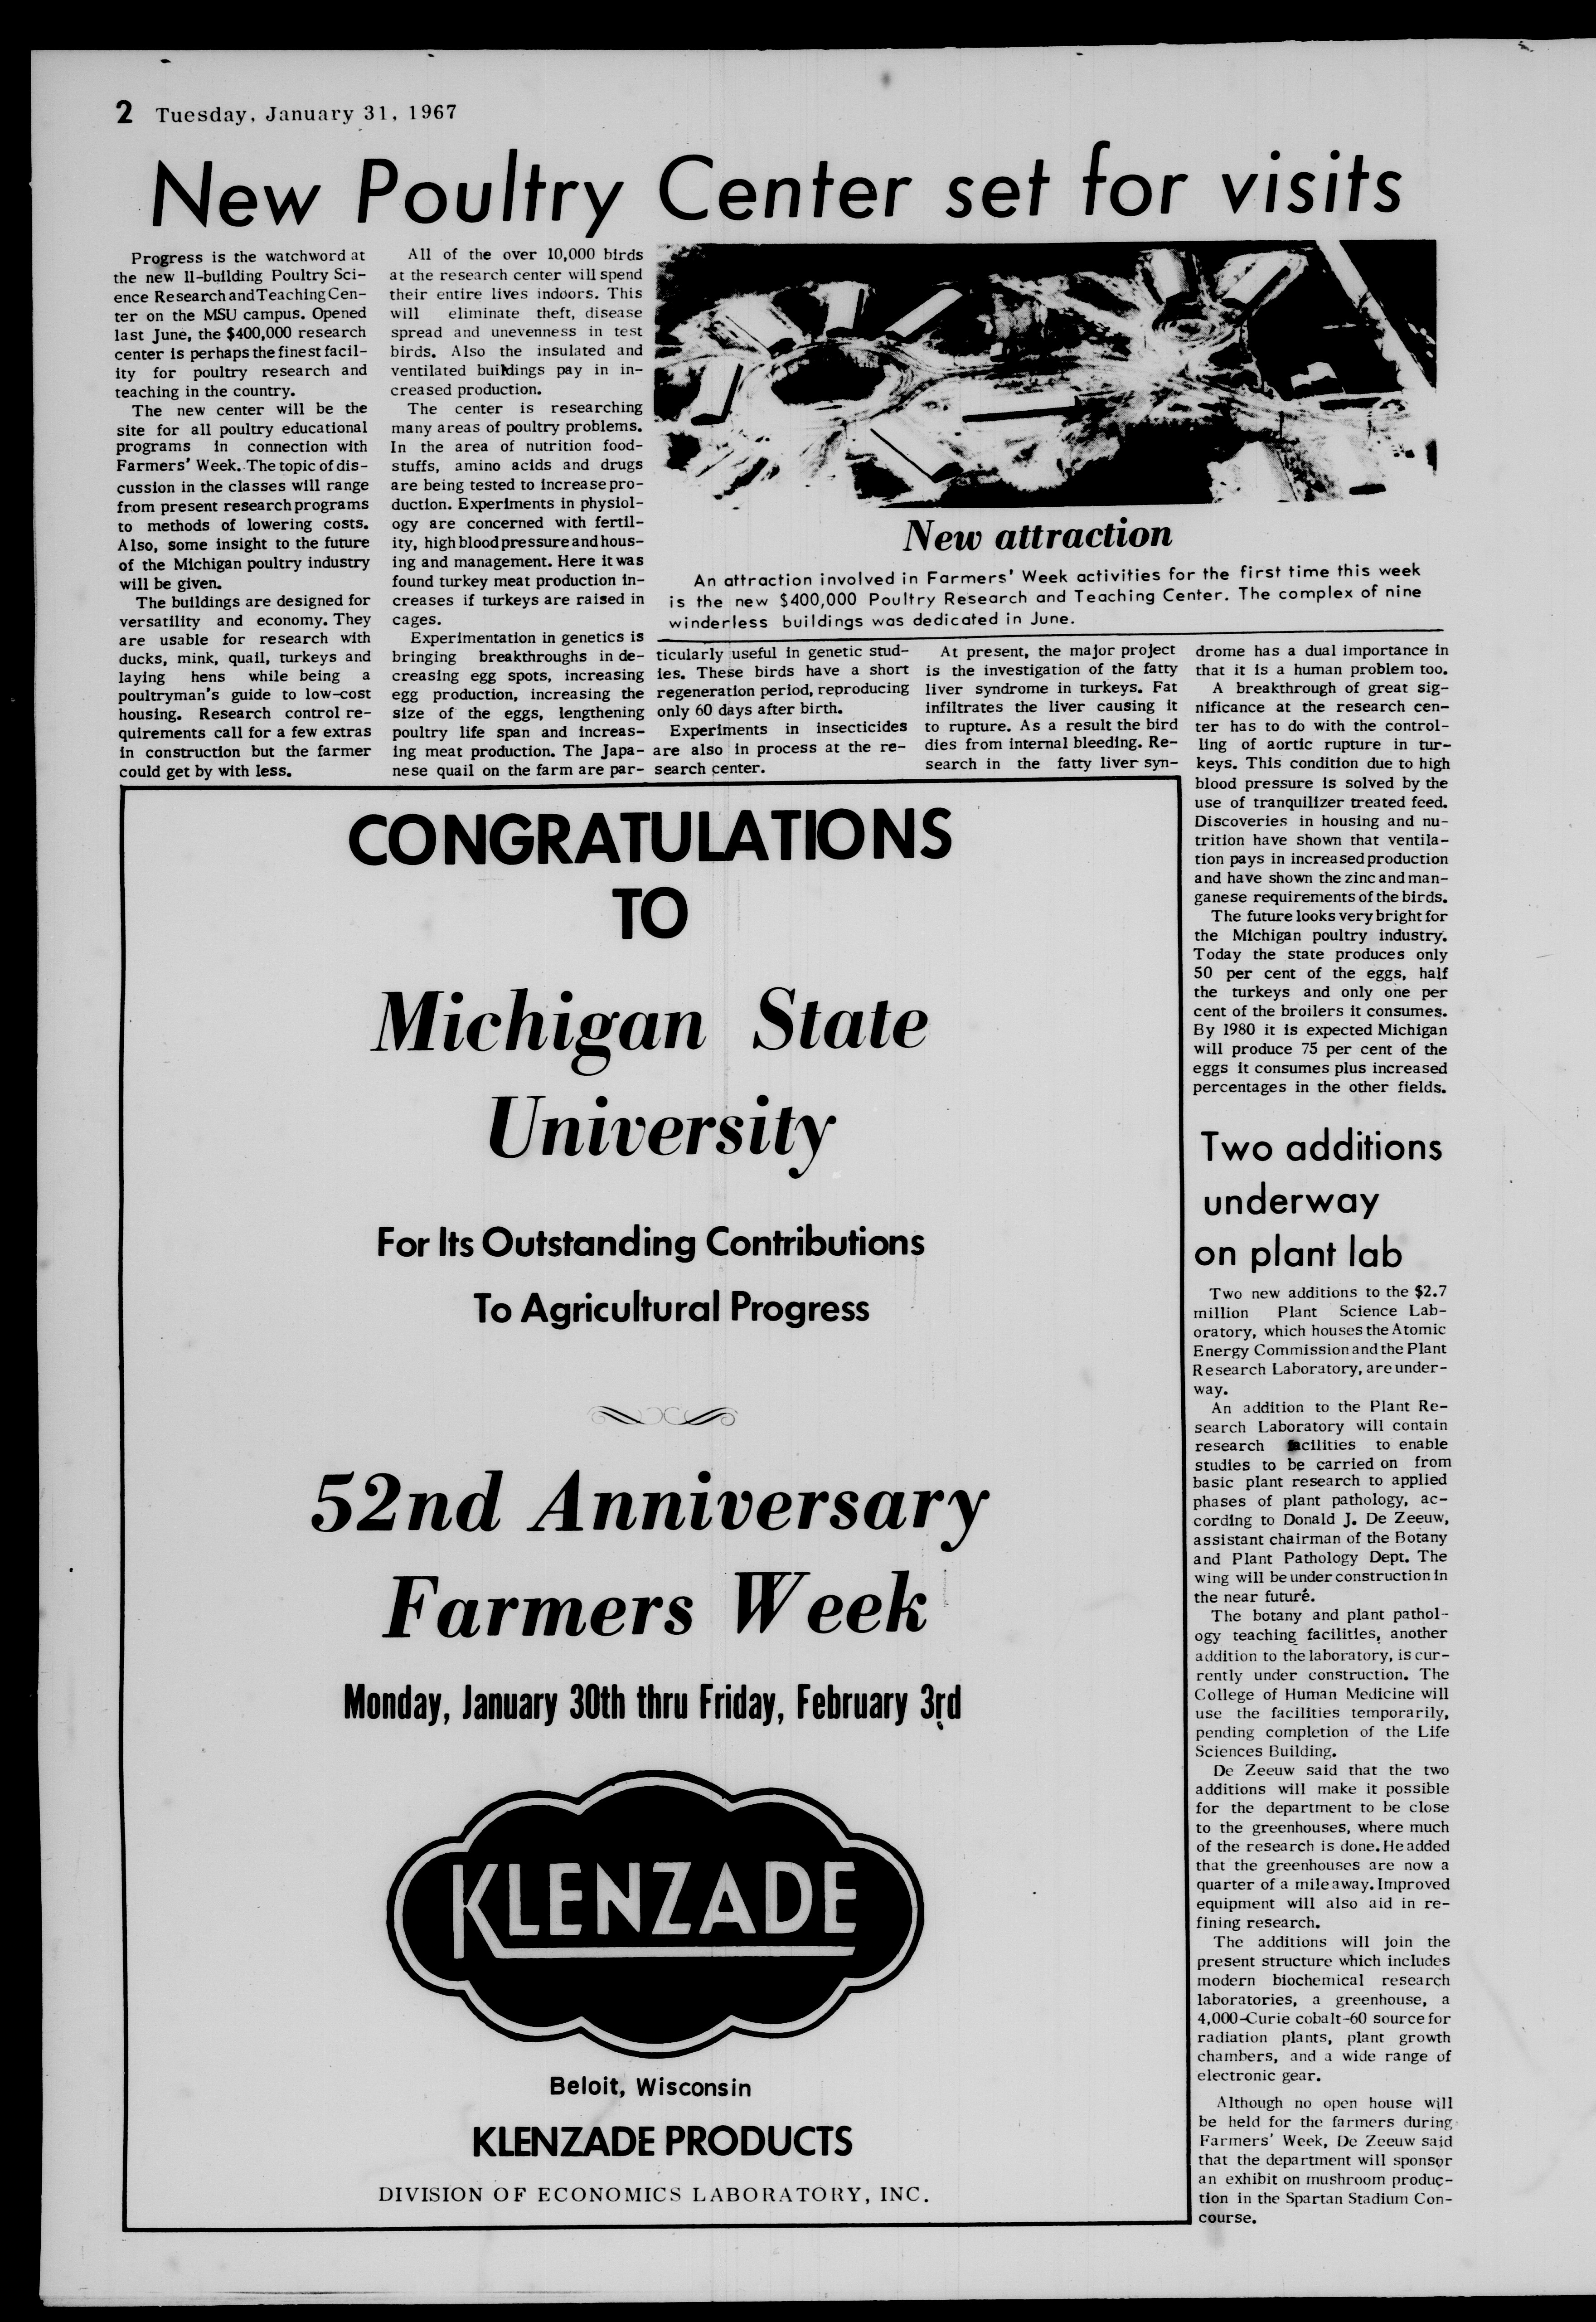 2 Tuesday, January 31, 1967
New Poultry Center set for visits
Progress is the watchword at
the new 11-building Poultry Sci-
ence Research and Teaching Cen-
ter on the MSU campus. Opened
last June, the $400,000 research
center is perhaps the finest facil-
ity for poultry research and
teaching in the country.
The new center will be the
site for all poultry educational
programs in connection with
Farmers' Week. The topic of dis-
cussion in the classes will range
from present research programs
to methods of lowering costs.
Also, some insight to the future
of the Michigan poultry industry
will be given.
The buildings are designed for
versatility and economy. They
are usable for research with
ducks, mink, quail, turkeys and
laying hens while being a
poultryman's guide to low-cost
housing. Research control re-
quirements call for a few extras
in construction but the farmer
could get by with less.
All of the over 10,000 birds
at the research center will spend
their entire lives indoors. This
will eliminate theft, disease
spread and unevenness in test
birds. Also the insulated and
ventilated buildings pay in in-
creased production.
The center is researching
many areas of poultry problems.
In the area of nutrition food-
stuffs, amino acids and drugs
are being tested to increase pro-
duction. Experiments in physiol-
ogy are concerned with fertil-
ity, high blood pressure and hous-
ing and management. Here it was
found turkey meat production in-
creases if turkeys are raised in
cages.
Experimentation in genetics is
bringing breakthroughs in de-
creasing egg spots, increasing
egg production, increasing the
size of the eggs, lengthening
poultry life span and increas-
ing meat production. The Japa-
nese quail on the farm are par-
New attraction
An attraction involved in Farmers' Week activities for the first time this week
is the new $400,000 Poultry Research and Teaching Center. The complex of nine
winderless buildings was dedicated in June.
ticularly useful in genetic stud-
ies. These birds have a short
regeneration period, reproducing
only 60 days after birth.
Experiments in insecticides
are also in process at the re-
search center.
At present, the major project
is the investigation of the fatty
liver syndrome in turkeys. Fat
infiltrates the liver causing it
to rupture. As a result the bird
dies from internal bleeding. Re-
search in the fatty liver syn-
drome has a dual importance in
that it is a human problem too.
A breakthrough of great sig-
nificance at the research cen-
ter has to do with the control-
ling of aortic rupture in tur-
keys. This condition due to high
blood pressure is solved by the
use of tranquilizer treated feed.
Discoveries in housing and nu-
trition have shown that ventila-
tion pays in increased production
and have shown the zinc and man-
ganese requirements of the birds.
The future looks very bright for
the Michigan poultry industry.
Today the state produces only
50 per cent of the eggs, half
the turkeys and only one per
cent of the broilers it consumes.
By 1980 it is expected Michigan
will produce 75 per cent of the
eggs it consumes plus increased
percentages in the other fields.
CONGRATULATIONS
TO
Michigan State
University
For Its Outstanding Contributions
To Agricultural Progress
52nd Anniversary
Farmers Week
Monday, January 30th thru Friday, February 3rd
KLENZADE
Beloit, Wisconsin
KLENZADE PRODUCTS
DIVISION OF ECONOMICS LABORATORY, INC.
Two additions
underway
on plant lab
Two new additions to the $2.7
million Plant Science Lab-
oratory, which houses the Atomic
Energy Commission and the Plant
Research Laboratory, are under-
way.
An addition to the Plant Re-
search Laboratory will contain
research facilities to enable
studies to be carried on from
basic plant research to applied
phases of plant pathology, ac-
cording to Donald J. De Zeeuw,
assistant chairman of the Botany
and Plant Pathology Dept. The
wing will be under construction in
the near future.
The botany and plant pathol-
ogy teaching facilities, another
addition to the laboratory, is cur-
rently under construction. The
College of Human Medicine will
use the facilities temporarily,
pending completion of the Life
Sciences Building.
De Zeeuw said that the two
additions will make it possible
for the department to be close
to the greenhouses, where much
of the research is done. He added
that the greenhouses are now a
quarter of a mile away. Improved
equipment will also aid in re-
fining research.
The additions will join the
present structure which includes
modern biochemical research
laboratories, a greenhouse, a
4,000-Curie cobalt-60 source for
radiation plants, plant growth
chambers, and a wide range of
electronic gear.
Although no open house will
be held for the farmers during
Farmers' Week, De Zeeuw said
that the department will sponsor
an exhibit on mushroom produc-
tion in the Spartan Stadium Con-
course.